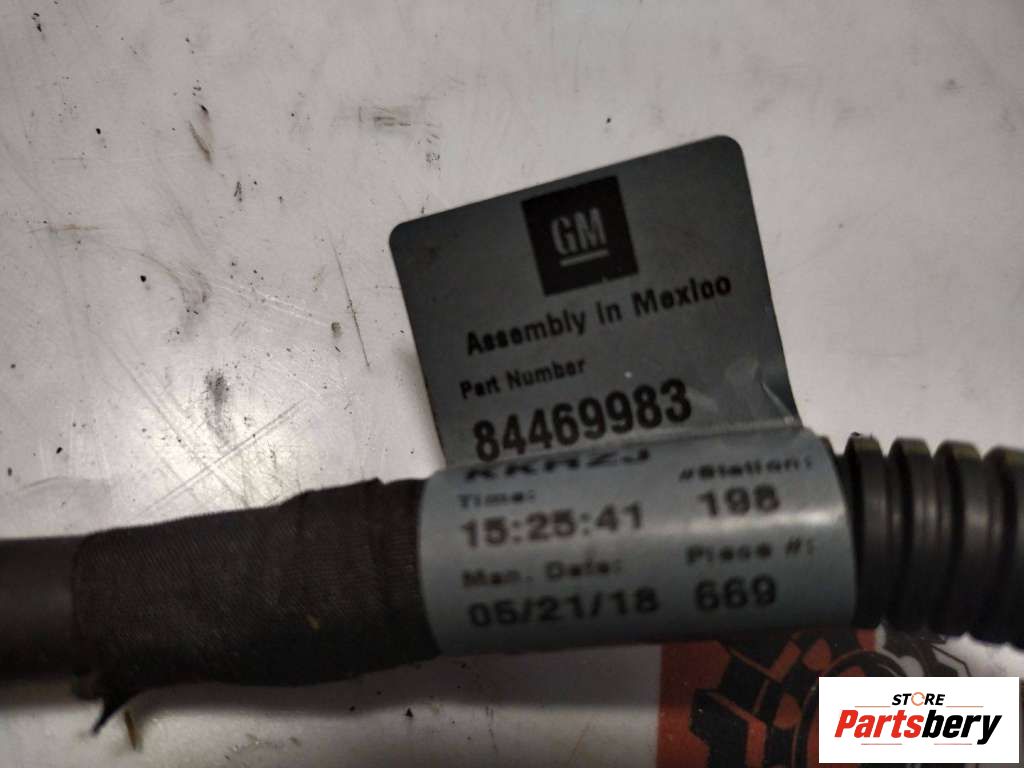 GM
Assembly in Mexico
Part Number
84469983
#Station:
Time:
15:25:41 198
Man. Date: Piece #:
05/21/18 669
STORE
Partsbery